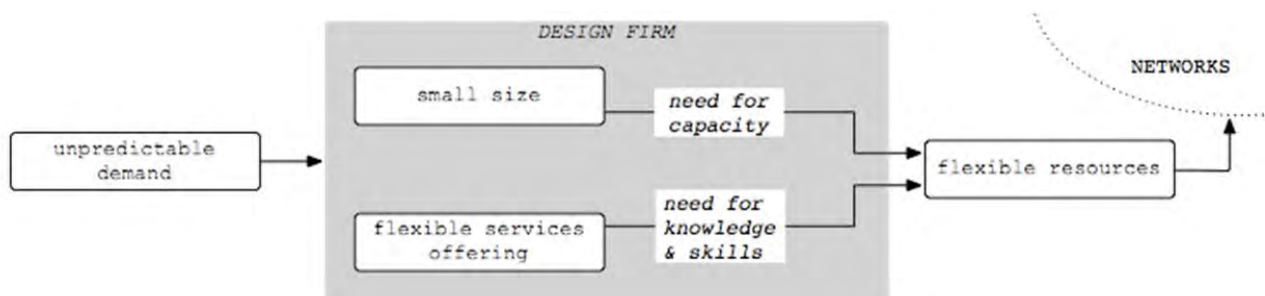 DESIGN FIRM
small size
need for
capacity
NETWORKS
unpredictable
demand
flexible resources
flexible services
offering
need for
knowledge
& skills